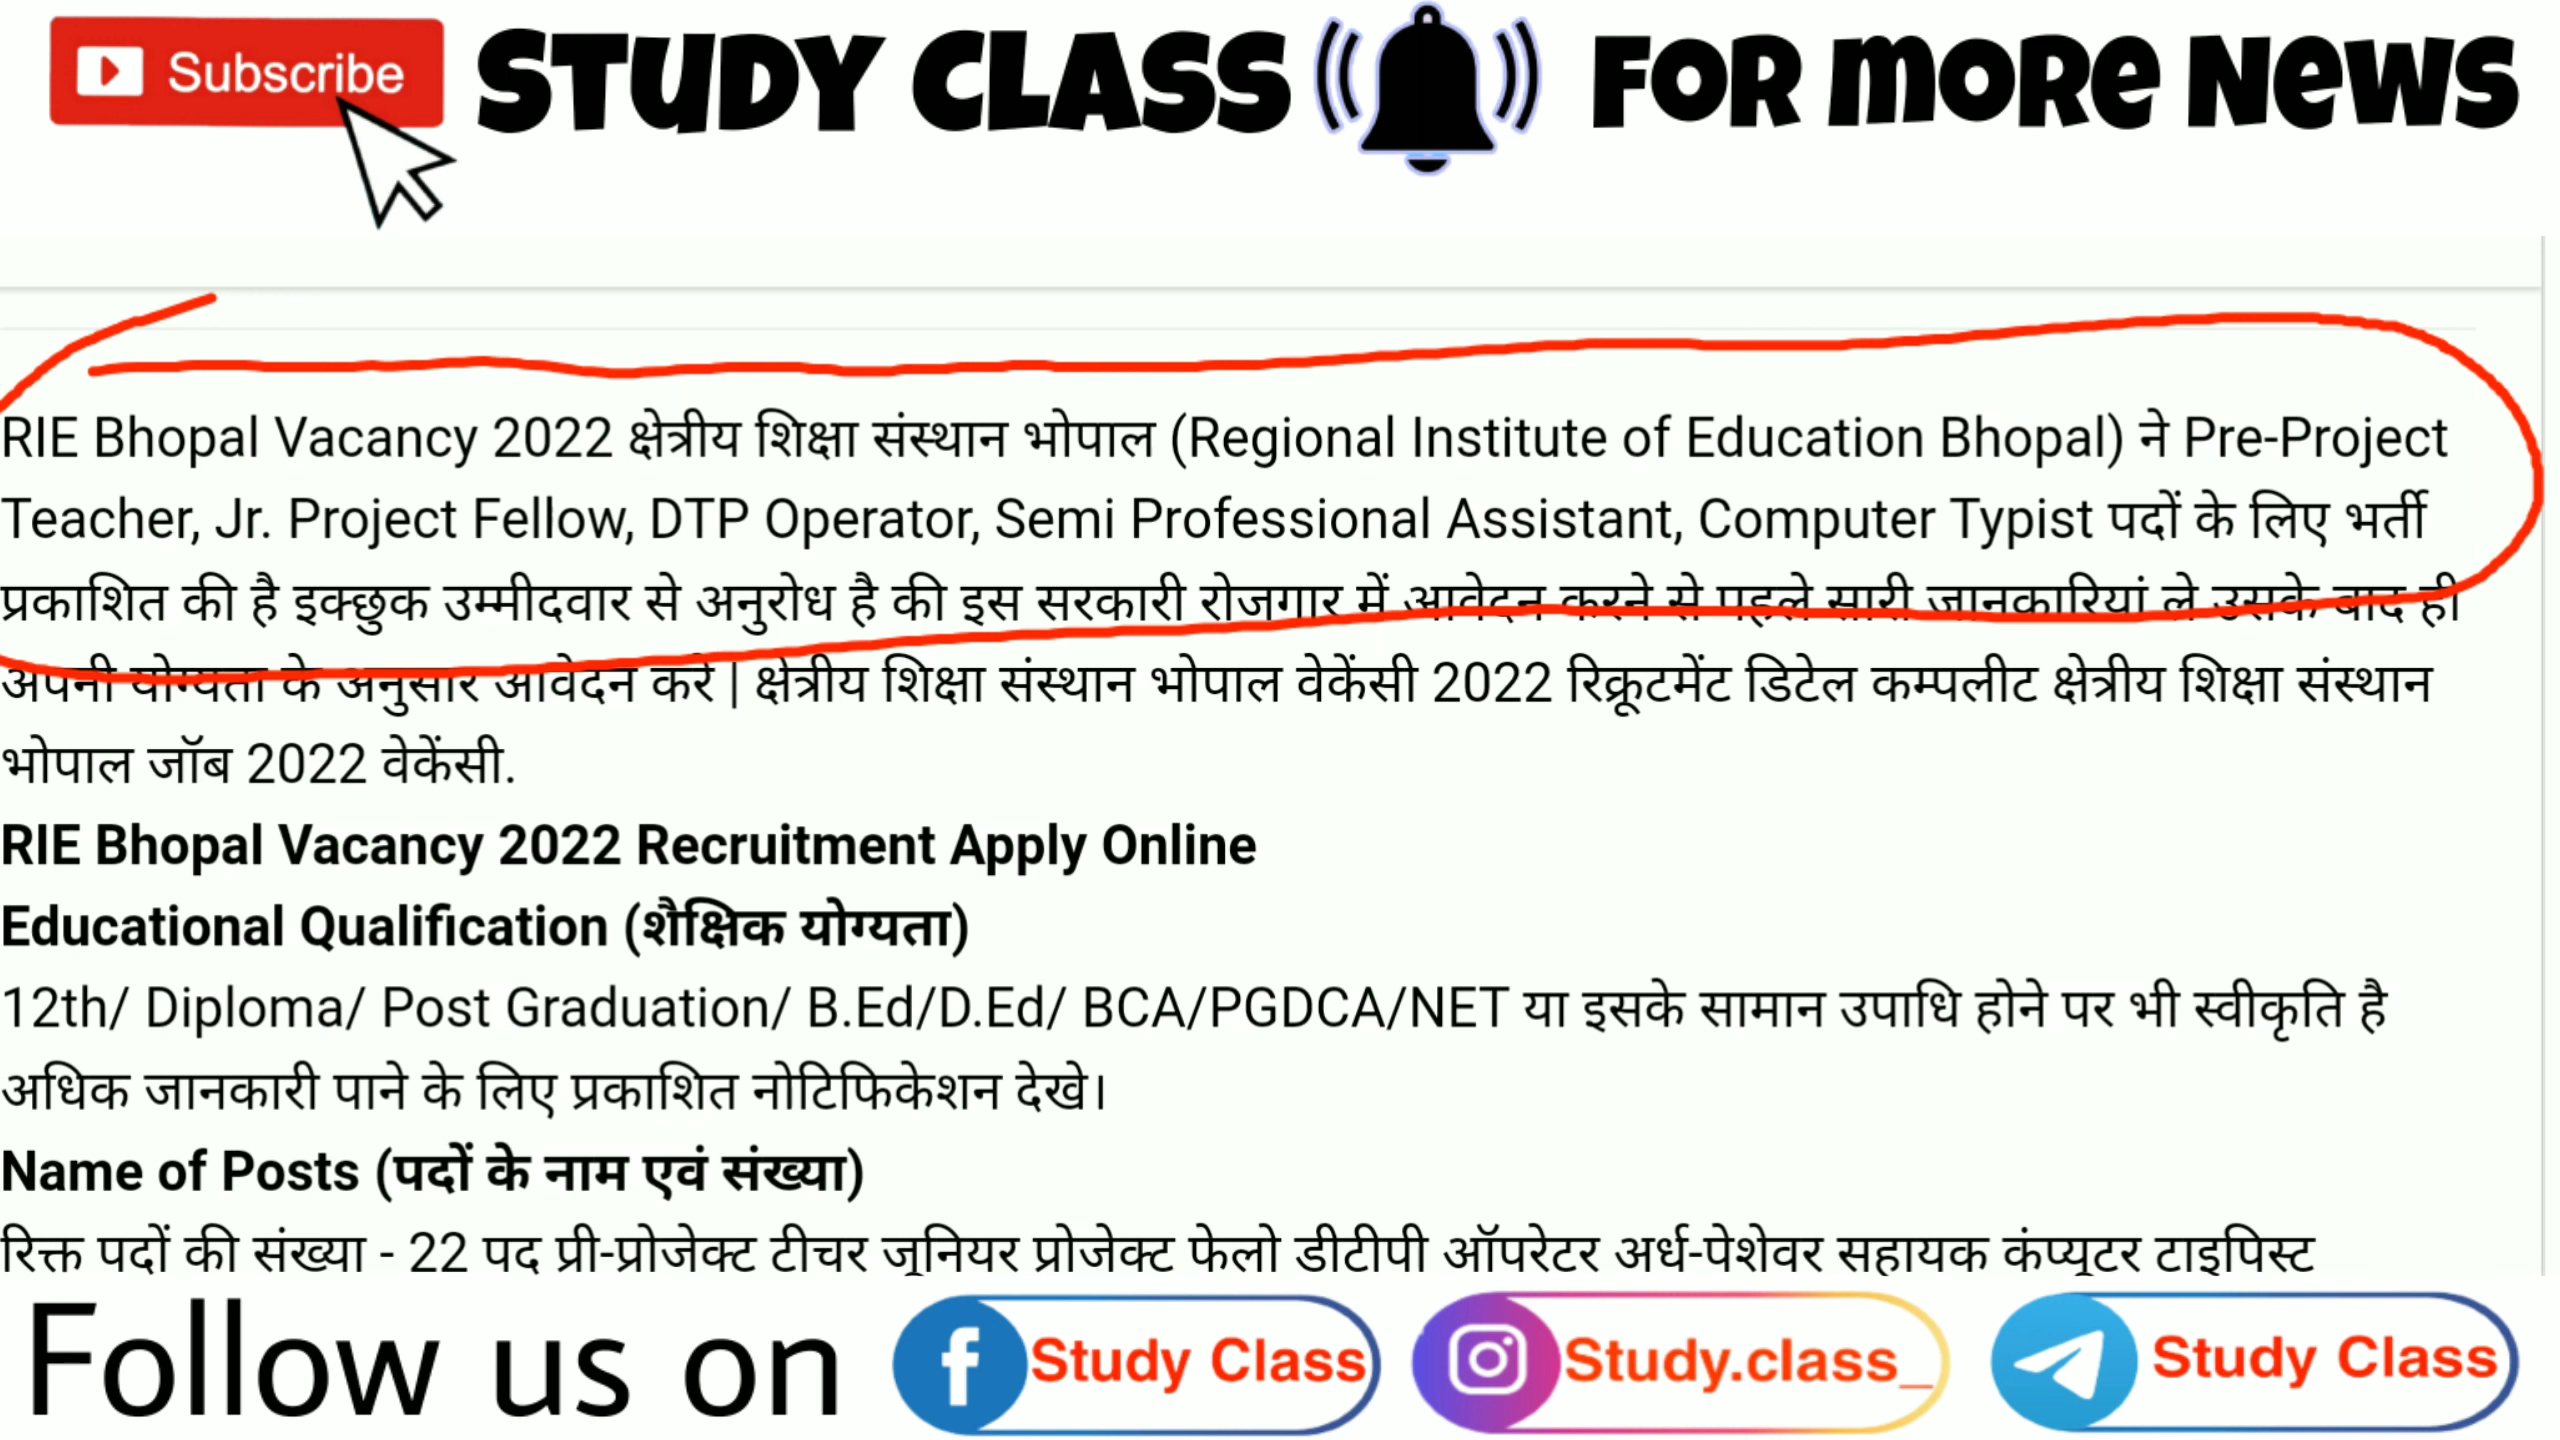 Subscribe STUDY CLASS FOR MORE NEWS
RIE Bhopal Vacancy 2022 क्षेत्रीय शिक्षा संस्थान भोपाल (Regional Institute of Education Bhopal) ने Pre-Project
Teacher, Jr. Project Fellow, DTP Operator, Semi Professional Assistant, Computer Typist पदों के लिए भर्ती
प्रकाशित की है इक्छुक उम्मीदवार से अनुरोध है की इस सरकारी रोजगार में आवेदन करने से पहले सारी जानकारियां ले उसके बाद ही
अपनी योग्यता के अनुसार आवेदन करें | क्षेत्रीय शिक्षा संस्थान भोपाल वेकेंसी 2022 रिक्रूटमेंट डिटेल कम्पलीट क्षेत्रीय शिक्षा संस्थान
भोपाल जॉब 2022 वेकेंसी.
RIE Bhopal Vacancy 2022 Recruitment Apply Online
Educational Qualification (शैक्षिक योग्यता)
12th/ Diploma/ Post Graduation/ B.Ed/D.Ed/ BCA/PGDCA/NET या इसके सामान उपाधि होने पर भी स्वीकृति है
अधिक जानकारी पाने के लिए प्रकाशित नोटिफिकेशन देखे।
Name of Posts (पदों के नाम एवं संख्या)
रिक्त पदों की संख्या - 22 पद प्री-प्रोजेक्ट टीचर जूनियर प्रोजेक्ट फेलो डीटीपी ऑपरेटर अर्ध-पेशेवर सहायक कंप्यूटर टाइपिस्ट
Follow us on Study Class Study.class_ Study Class